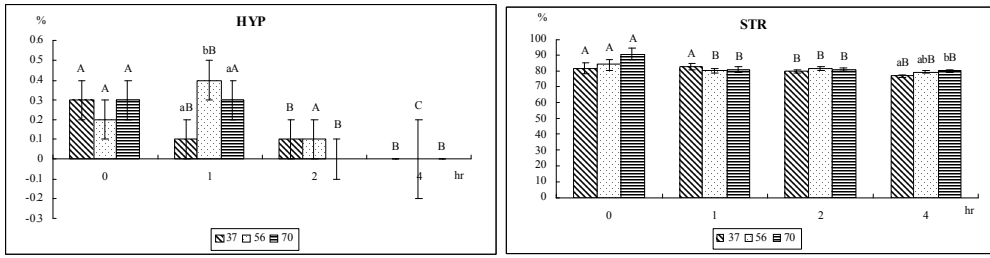 %
HYP
0.6
0.5
0.4
0.3
0.2
0.1
0
-0.1
-0.2
-0.3
A A A
aB bB aA
B A B
B C B
0 1 2 4 hr
37 56 70
%
STR
100
90
80
70
60
50
40
30
20
10
0
A A A
A B B
B B B
aB abB bB
0 1 2 4 hr
37 56 70